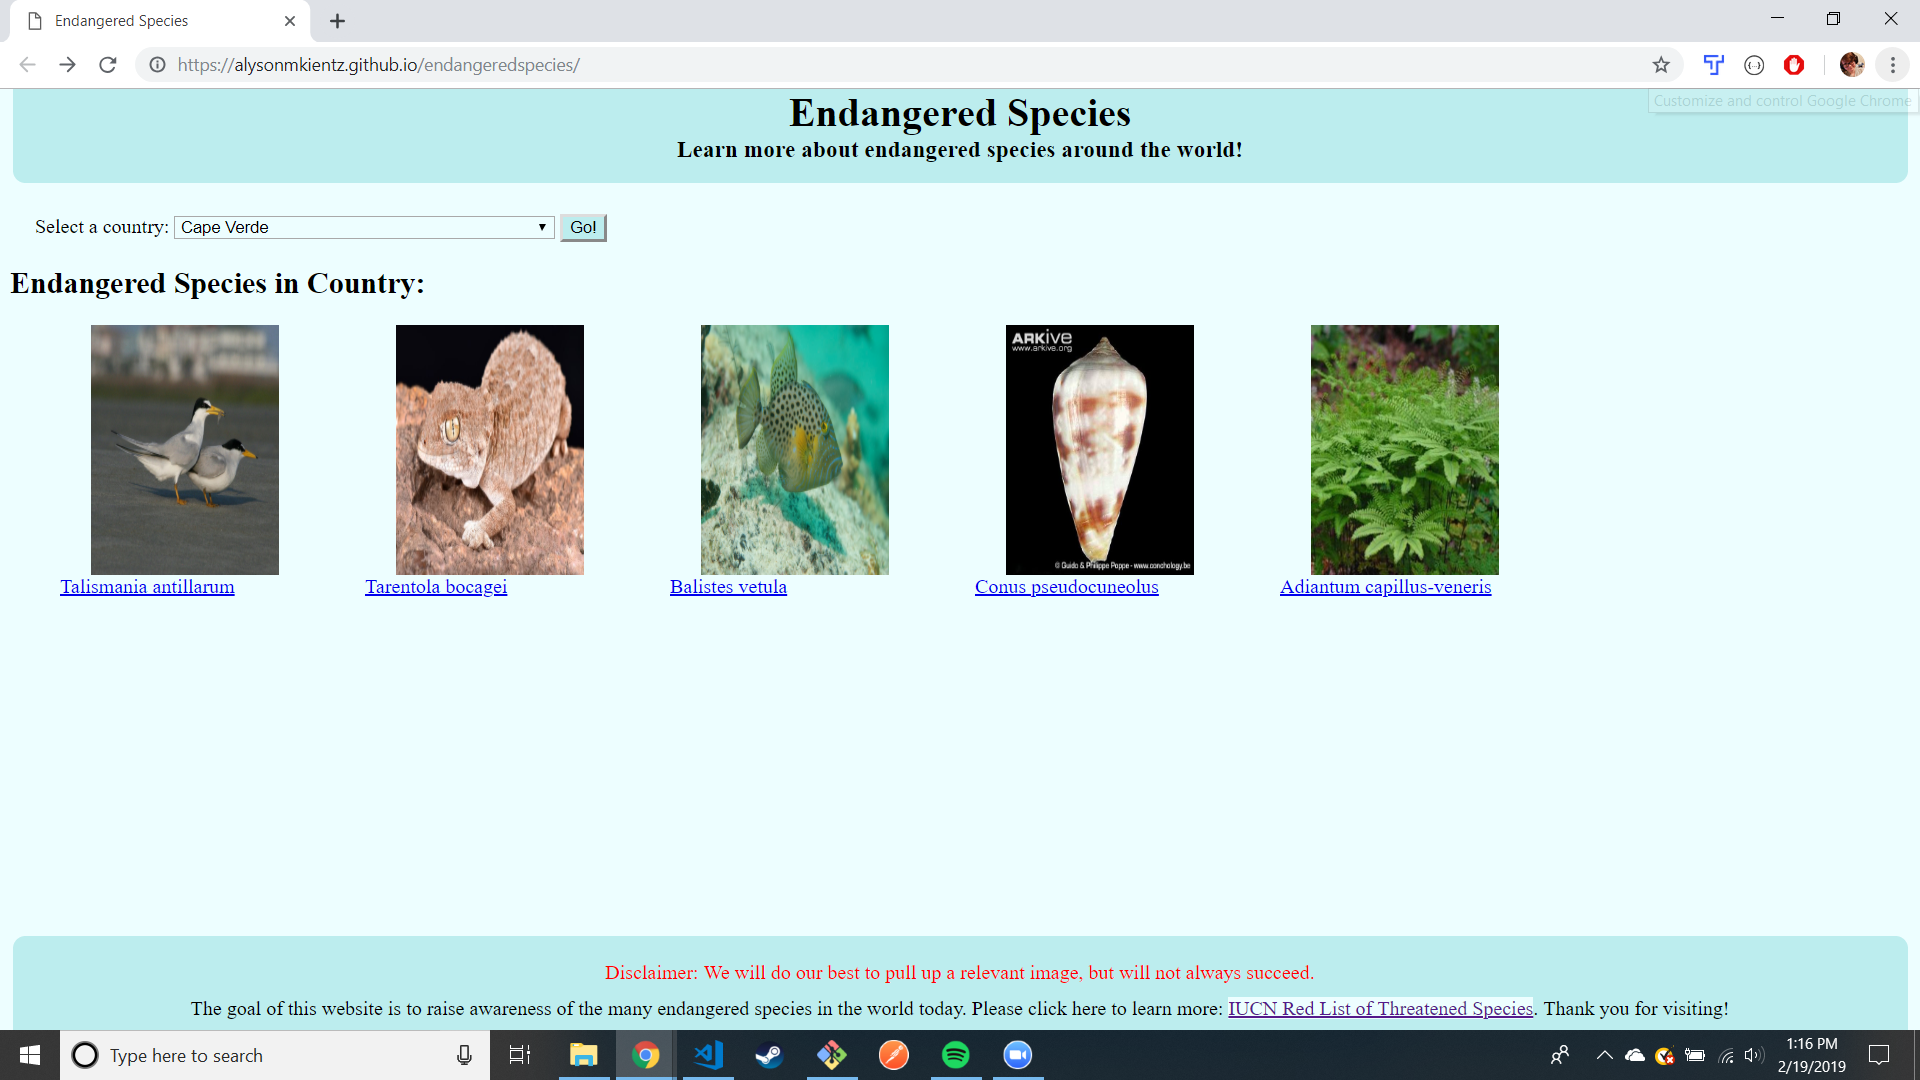 Endangered Species
https://alysonmkientz.github.io/endangeredspecies/
Customize and control Google Chrome
Endangered Species
Learn more about endangered species around the world!
Select a country: Cape Verde Go!
Endangered Species in Country:
ARKive
www.arkive.org
© Guido & Philippe Poppe - www.conchology.be
Talismania antillarum
Tarentola bocagei
Balistes vetula
Conus pseudocuneolus
Adiantum capillus-veneris
Disclaimer: We will do our best to pull up a relevant image, but will not always succeed.
The goal of this website is to raise awareness of the many endangered species in the world today. Please click here to learn more: IUCN Red List of Threatened Species. Thank you for visiting!
Type here to search
1:16 PM
2/19/2019